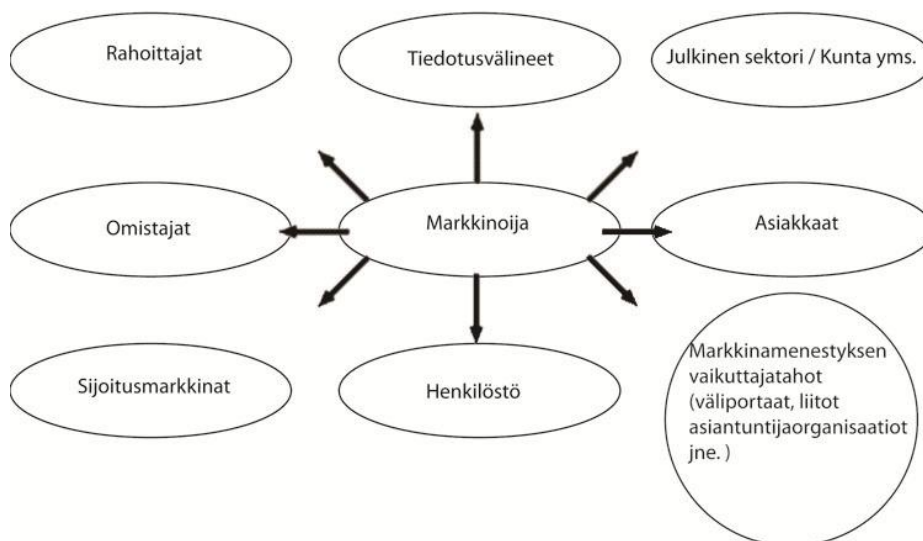 Rahoittajat
Tiedotusvälineet
Julkinen sektori / Kunta yms.
Omistajat
Markkinoija
Asiakkaat
Sijoitusmarkkinat
Henkilöstö
Markkinamenestyksen
vaikuttajatahot
(väliportaat, liitot
asiantuntijaorganisaatiot
jne. )